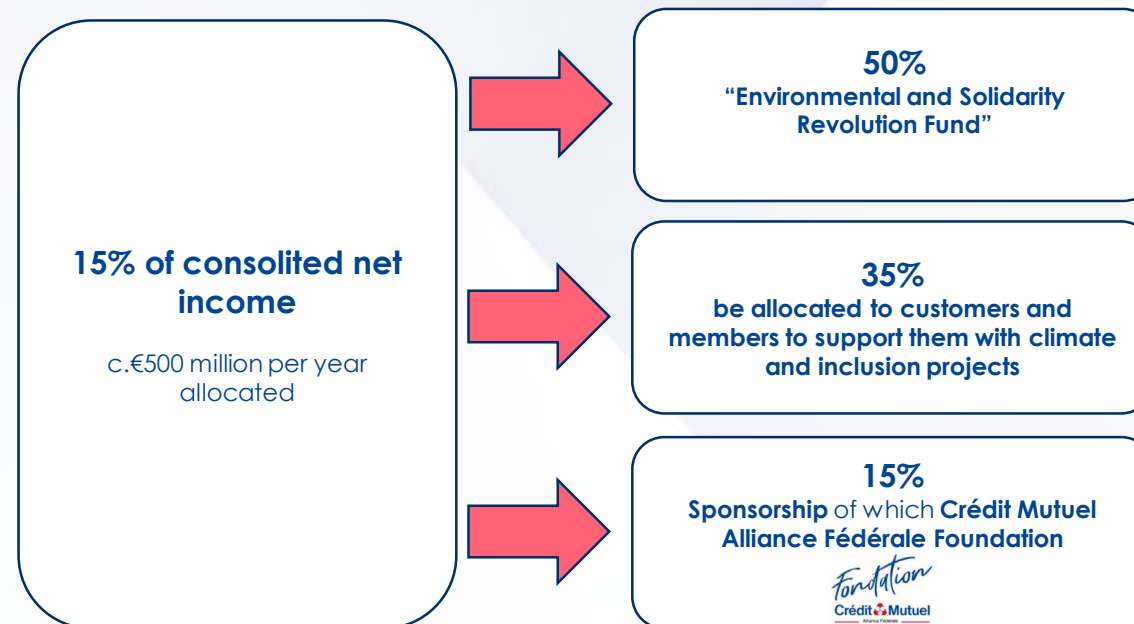 15% of consolited net
income
c.€500 million per year
allocated
50%
“Environmental and Solidarity
Revolution Fund”
35%
be allocated to customers and
members to support them with climate
and inclusion projects
15%
Sponsorship of which Crédit Mutuel
Alliance Fédérale Foundation
Fondation
Crédit Mutuel
Alliance Fédérale